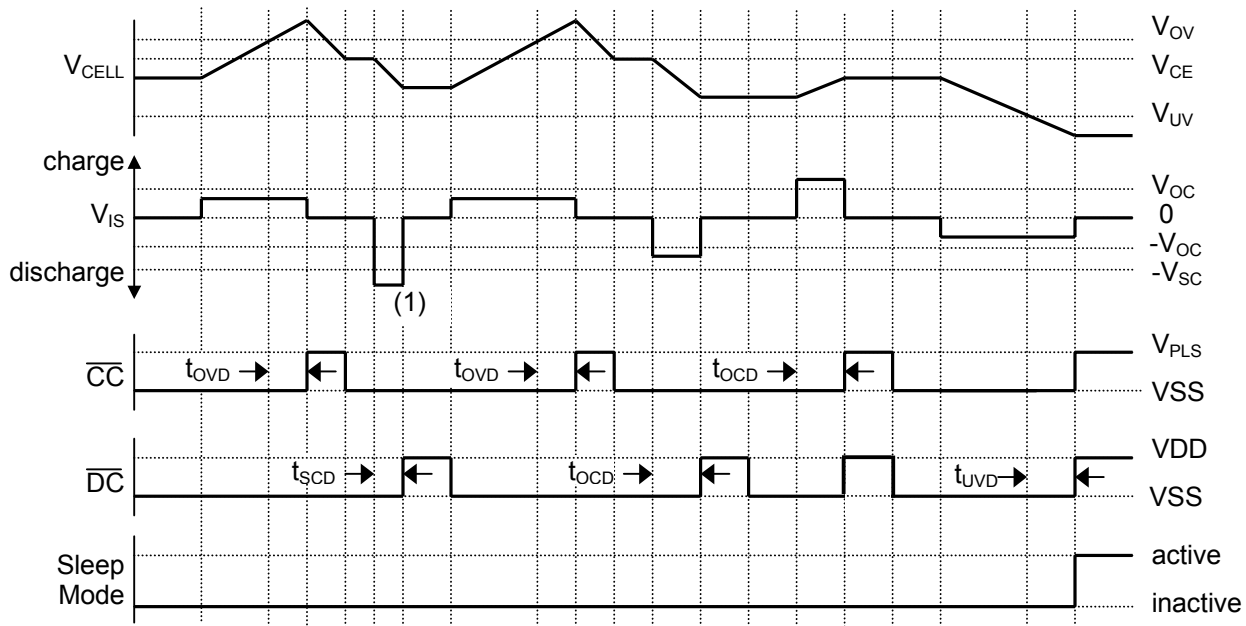 V_OV
V_CELL
V_CE
V_UV
charge
V_OC
V_IS
0
-V_OC
discharge
-V_SC
(1)
t_OVD
t_OVD
t_OCD
V_PLS
CC
VSS
VDD
t_SCD
t_OCD
t_UVD
DC
VSS
Sleep
Mode
active
inactive